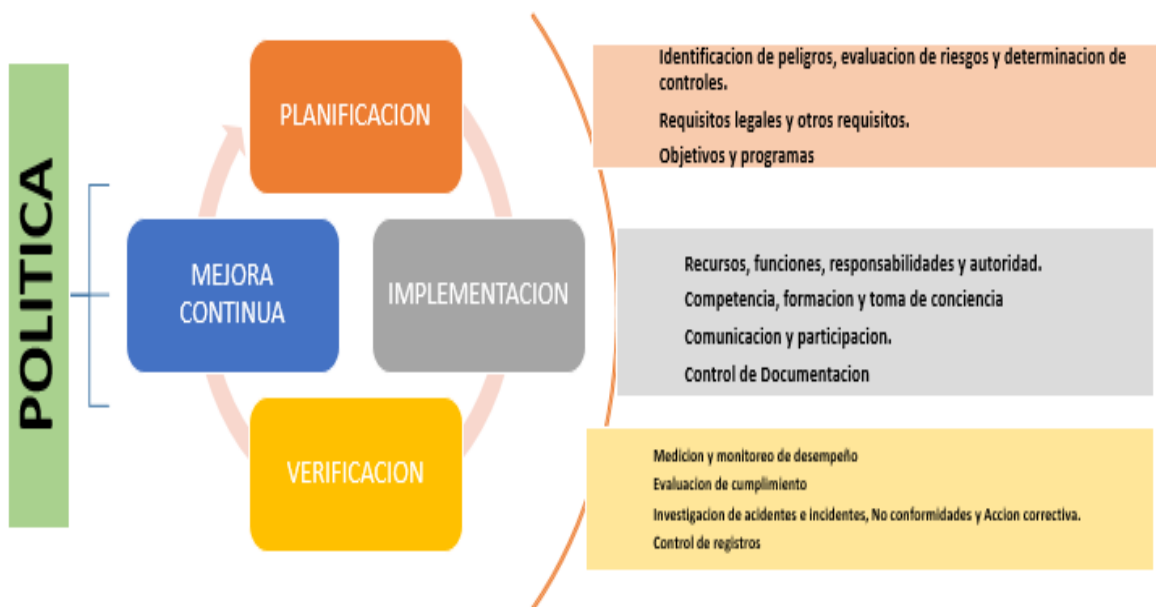 POLITICA
PLANIFICACION
MEJORA
CONTINUA
IMPLEMENTACION
VERIFICACION
Identificacion de peligros, evaluacion de riesgos y determinacion de
controles.
Requisitos legales y otros requisitos.
Objetivos y programas
Recursos, funciones, responsabilidades y autoridad.
Competencia, formacion y toma de conciencia
Comunicacion y participacion.
Control de Documentacion
Medicion y monitoreo de desempeño
Evaluacion de cumplimiento
Investigacion de acidentes e incidentes, No conformidades y Accion correctiva.
Control de registros